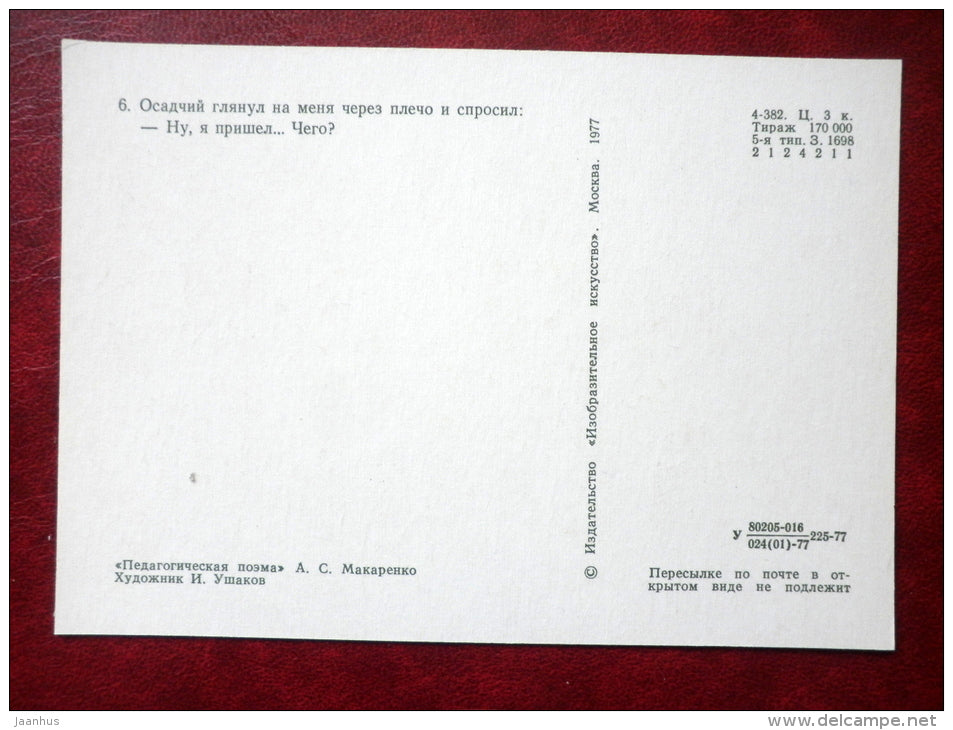 6. Осадчий глянул на меня через плечо и спросил:
— Ну, я пришел... Чего?
«Педагогическая поэма» А. С. Макаренко
Художник И. Ушаков
© Издательство «Изобразительное искусство». Москва. 1977
4-382. Ц. 3 к.
Тираж 170 000
5-я тип. З. 1698
2 1 2 4 2 1 1
У 80205-016
024(01)-77 225-77
Пересылке по почте в от-
крытом виде не подлежит
jaanhus
www.delcampe.net